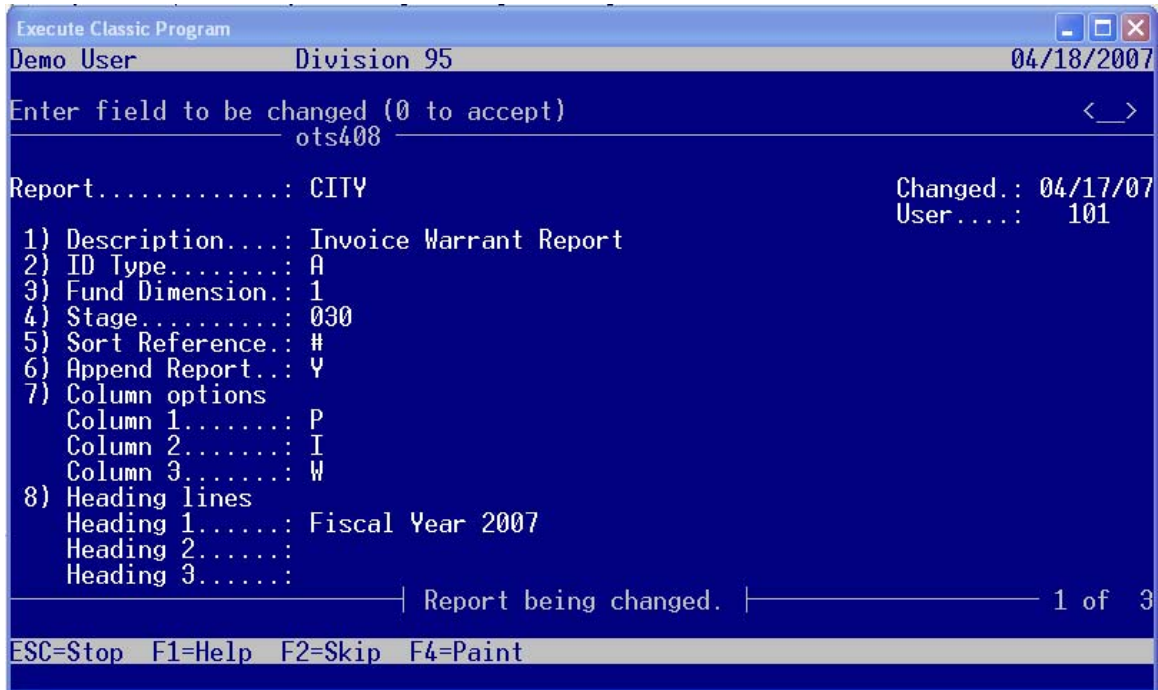 Execute Classic Program
Demo User Division 95 04/18/2007
Enter field to be changed (0 to accept) <__>
ots408
Report..............: CITY Changed.: 04/17/07
User....: 101
1) Description....: Invoice Warrant Report
2) ID Type........: A
3) Fund Dimension.: 1
4) Stage..........: 030
5) Sort Reference.: #
6) Append Report..: Y
7) Column options
Column 1.......: P
Column 2.......: I
Column 3.......: W
8) Heading lines
Heading 1......: Fiscal Year 2007
Heading 2......:
Heading 3......:
Report being changed. 1 of 3
ESC=Stop F1=Help F2=Skip F4=Paint